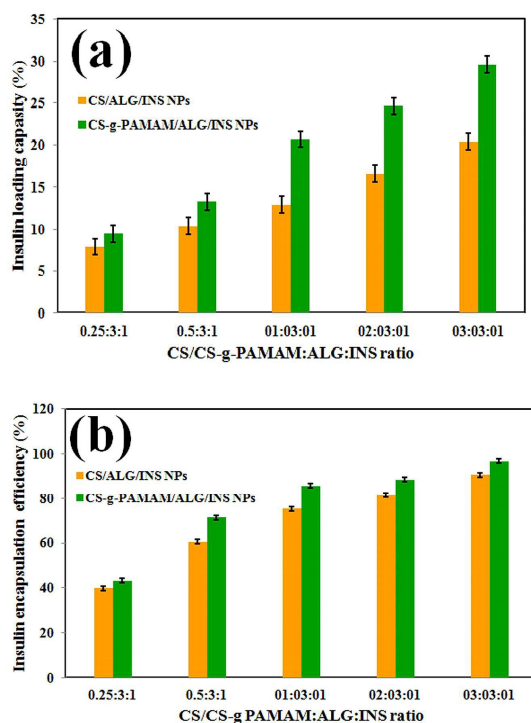 (a)
Insulin loading capasity (%)
35
30
25
20
15
10
5
0
CS/ALG/INS NPs
CS-g-PAMAM/ALG/INS NPs
0.25:3:1 0.5:3:1 01:03:01 02:03:01 03:03:01
CS/CS-g-PAMAM:ALG:INS ratio
(b)
Insulin encapsulation efficiency (%)
120
100
80
60
40
20
0
CS/ALG/INS NPs
CS-g-PAMAM/ALG/INS NPs
0.25:3:1 0.5:3:1 01:03:01 02:03:01 03:03:01
CS/CS-g PAMAM:ALG:INS ratio